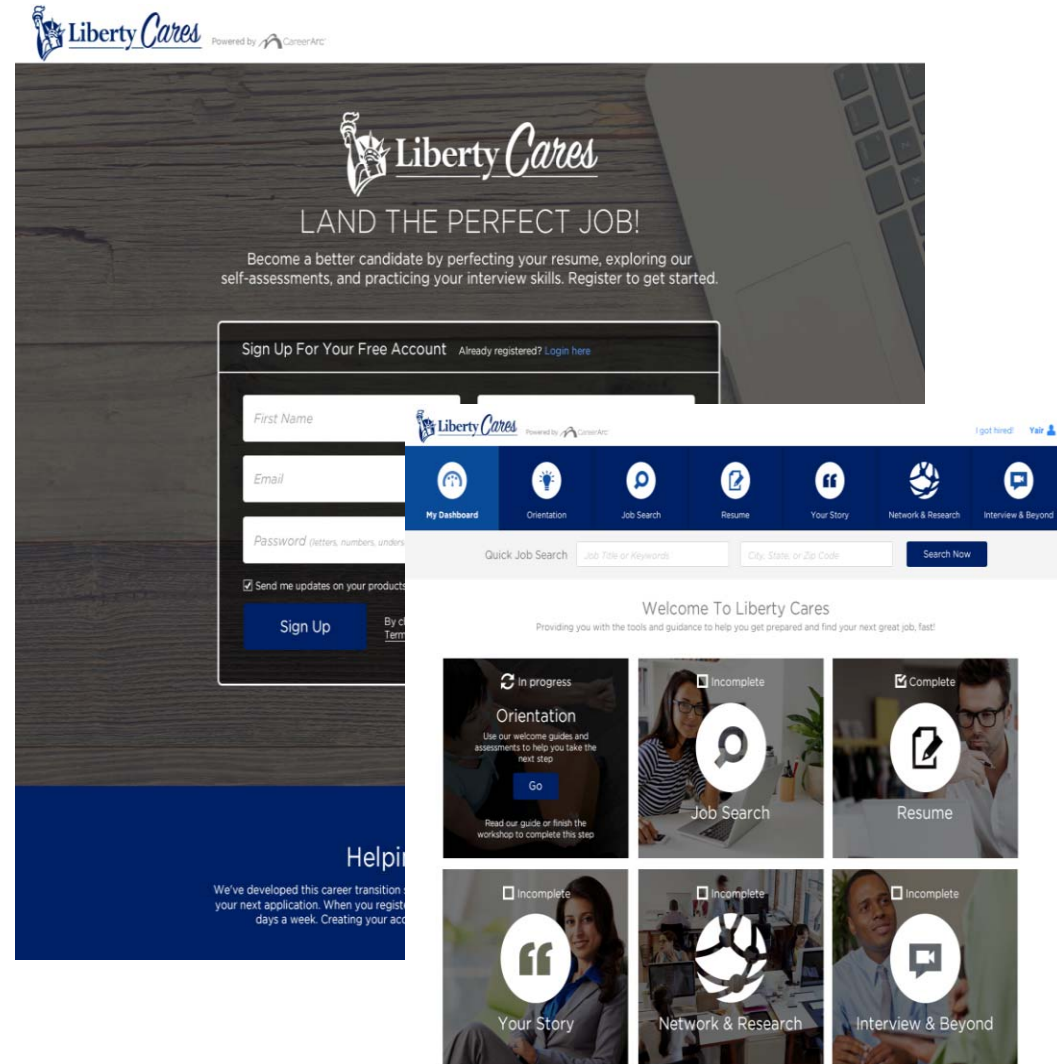 Liberty Cares Powered by CareerArc
Liberty Cares
LAND THE PERFECT JOB!
Become a better candidate by perfecting your resume, exploring our
self-assessments, and practicing your interview skills. Register to get started.
Sign Up For Your Free Account Already registered? Login here
First Name
Email
Password (letters, numbers, unders
Send me updates on your products
Sign Up
By cl
Term
Helpi
We've developed this career transition s
your next application. When you registe
days a week. Creating your acc
Liberty Cares Powered by CareerArc
I got hired! Yair
My Dashboard Orientation Job Search Resume Your Story Network & Research Interview & Beyond
Quick Job Search Job Title or Keywords City, State, or Zip Code Search Now
Welcome To Liberty Cares
Providing you with the tools and guidance to help you get prepared and find your next great job, fast!
In progress
Orientation
Use our welcome guides and
assessments to help you take the
next step
Go
Read our guide or finish the
workshop to complete this step
Incomplete
Job Search
Complete
Resume
Incomplete
Your Story
Incomplete
Network & Research
Incomplete
Interview & Beyond